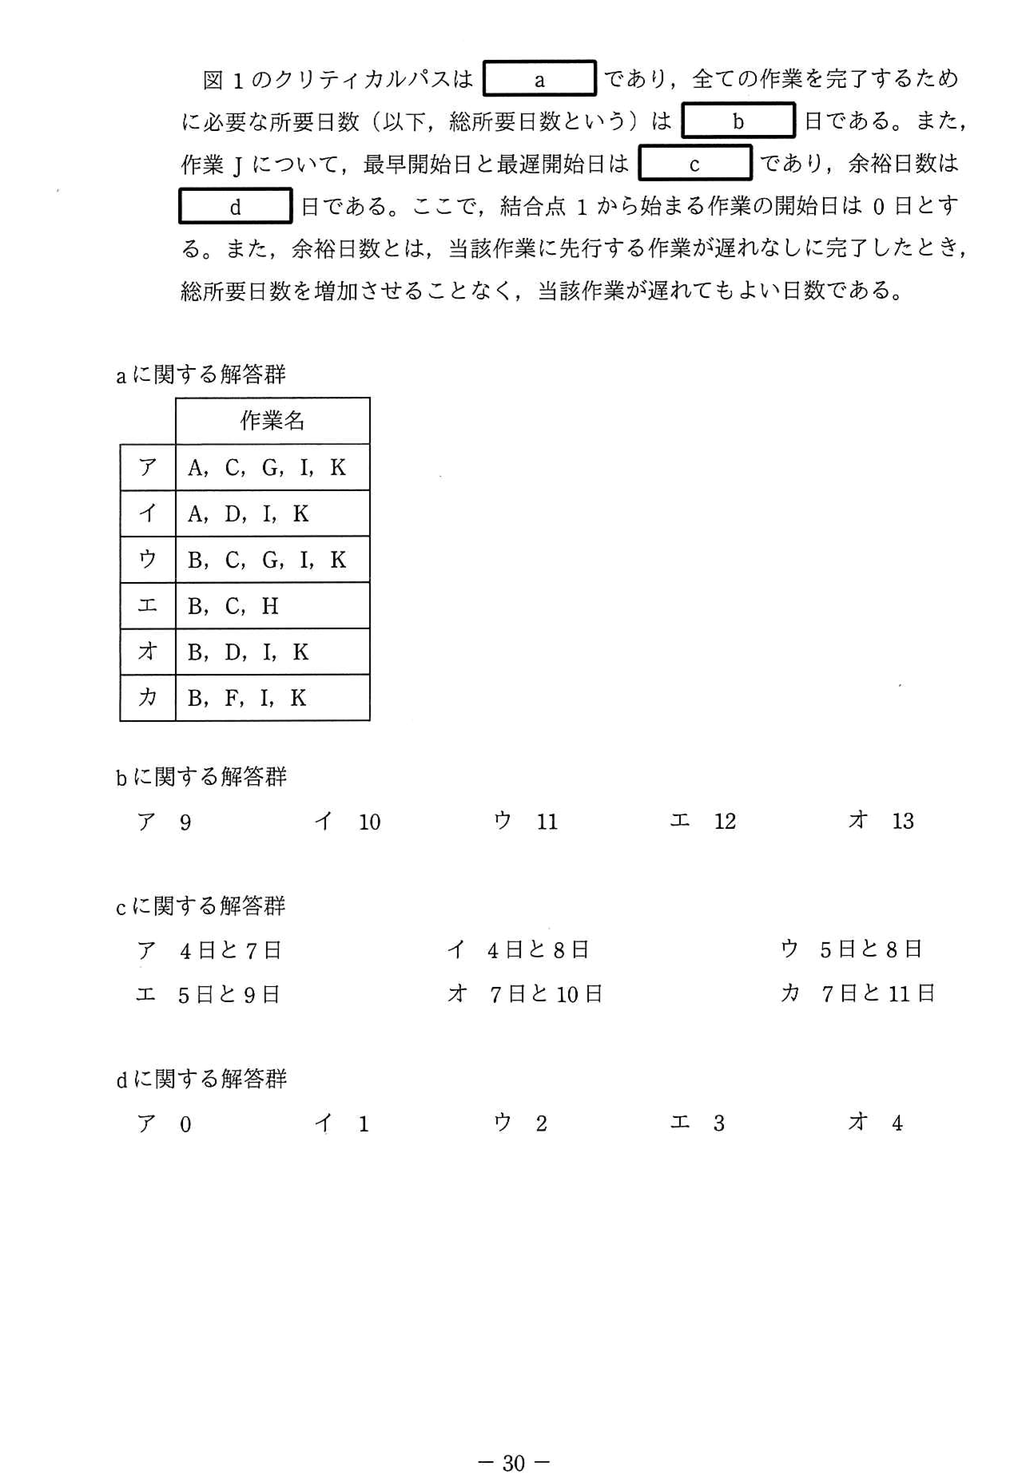 図 1 のクリティカルパスは a であり，全ての作業を完了するため
に必要な所要日数（以下，総所要日数という）は b 日である。また，
作業 J について，最早開始日と最遅開始日は c であり，余裕日数は
d 日である。ここで，結合点 1 から始まる作業の開始日は 0 日とす
る。また，余裕日数とは，当該作業に先行する作業が遅れなしに完了したとき，
総所要日数を増加させることなく，当該作業が遅れてもよい日数である。
a に関する解答群
作業名
ア A，C，G，I，K
イ A，D，I，K
ウ B，C，G，I，K
エ B，C，H
オ B，D，I，K
カ B，F，I，K
b に関する解答群
ア 9 イ 10 ウ 11 エ 12 オ 13
c に関する解答群
ア 4日と7日 イ 4日と8日 ウ 5日と8日
エ 5日と9日 オ 7日と10日 カ 7日と11日
d に関する解答群
ア 0 イ 1 ウ 2 エ 3 オ 4
－ 30 －